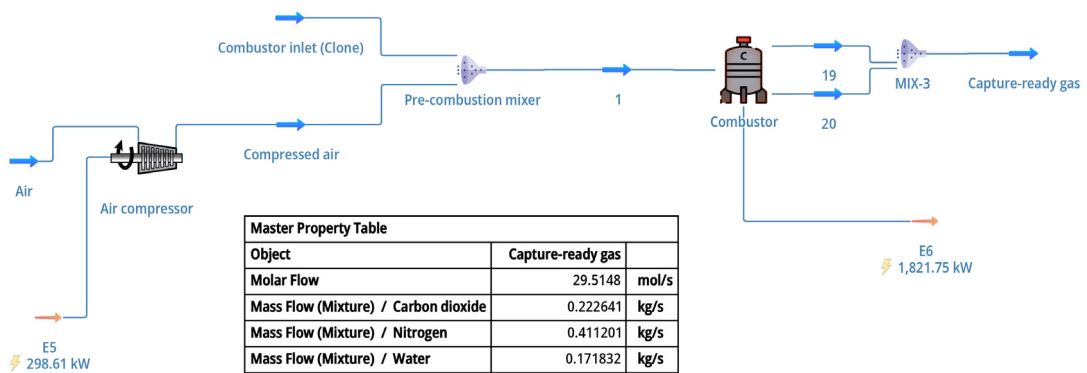 Combustor inlet (Clone)
Pre-combustion mixer
1
C
Combustor
19
20
MIX-3
Capture-ready gas
Air
Air compressor
Compressed air
E5
298.61 kW
E6
1,821.75 kW
Master Property Table
Object Capture-ready gas
Molar Flow 29.5148 mol/s
Mass Flow (Mixture) / Carbon dioxide 0.222641 kg/s
Mass Flow (Mixture) / Nitrogen 0.411201 kg/s
Mass Flow (Mixture) / Water 0.171832 kg/s